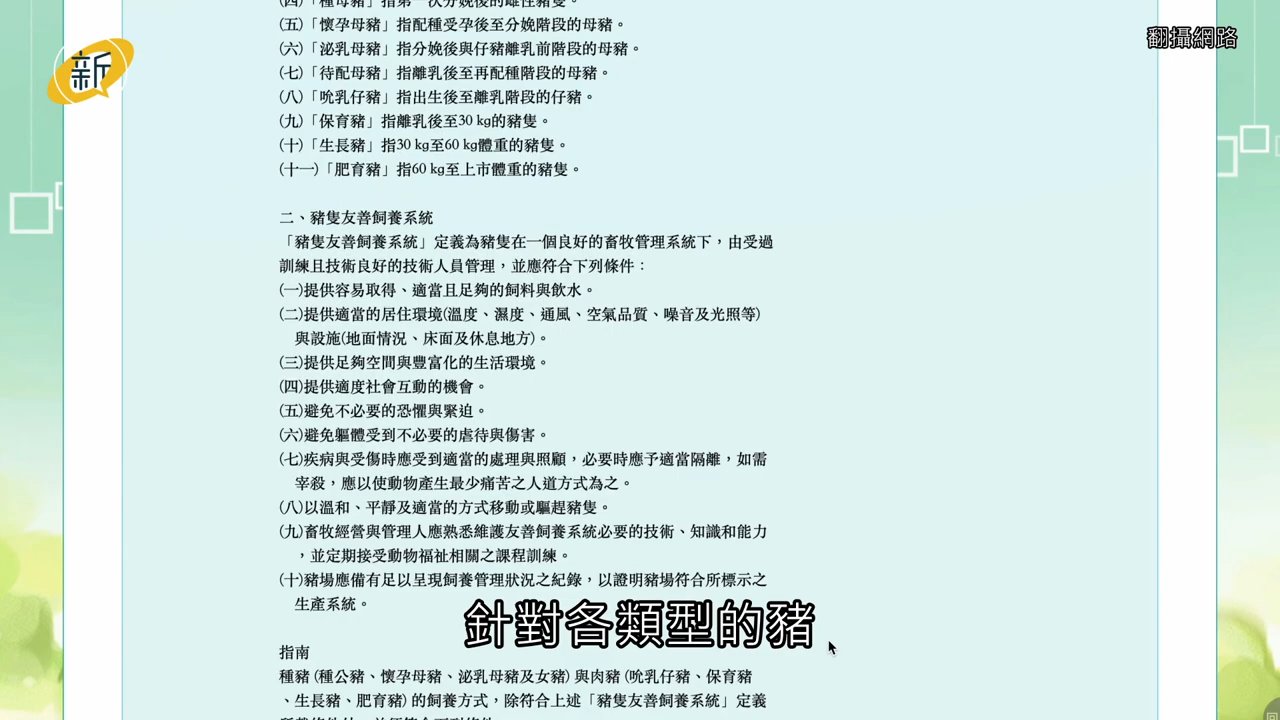 (四)「種母豬」指第一次分娩後的雌性豬隻。
(五)「懷孕母豬」指配種受孕後至分娩階段的母豬。
(六)「泌乳母豬」指分娩後與仔豬離乳前階段的母豬。
(七)「待配母豬」指離乳後至再配種階段的母豬。
(八)「吮乳仔豬」指出生後至離乳階段的仔豬。
(九)「保育豬」指離乳後至30 kg的豬隻。
(十)「生長豬」指30 kg至60 kg體重的豬隻。
(十一)「肥育豬」指60 kg至上市體重的豬隻。
新
翻攝網路
二、豬隻友善飼養系統
「豬隻友善飼養系統」定義為豬隻在一個良好的畜牧管理系統下，由受過
訓練且技術良好的技術人員管理，並應符合下列條件：
(一)提供容易取得、適當且足夠的飼料與飲水。
(二)提供適當的居住環境(溫度、濕度、通風、空氣品質、噪音及光照等)
與設施(地面情況、床面及休息地方)。
(三)提供足夠空間與豐富化的生活環境。
(四)提供適度社會互動的機會。
(五)避免不必要的恐懼與緊迫。
(六)避免軀體受到不必要的虐待與傷害。
(七)疾病與受傷時應受到適當的處理與照顧，必要時應予適當隔離，如需
宰殺，應以使動物產生最少痛苦之人道方式為之。
(八)以溫和、平靜及適當的方式移動或驅趕豬隻。
(九)畜牧經營與管理人應熟悉維護友善飼養系統必要的技術、知識和能力
，並定期接受動物福祉相關之課程訓練。
(十)豬場應備有足以呈現飼養管理狀況之紀錄，以證明豬場符合所標示之
生產系統。
針對各類型的豬
指南
種豬 (種公豬、懷孕母豬、泌乳母豬及女豬) 與肉豬 (吮乳仔豬、保育豬
、生長豬、肥育豬) 的飼養方式，除符合上述「豬隻友善飼養系統」定義